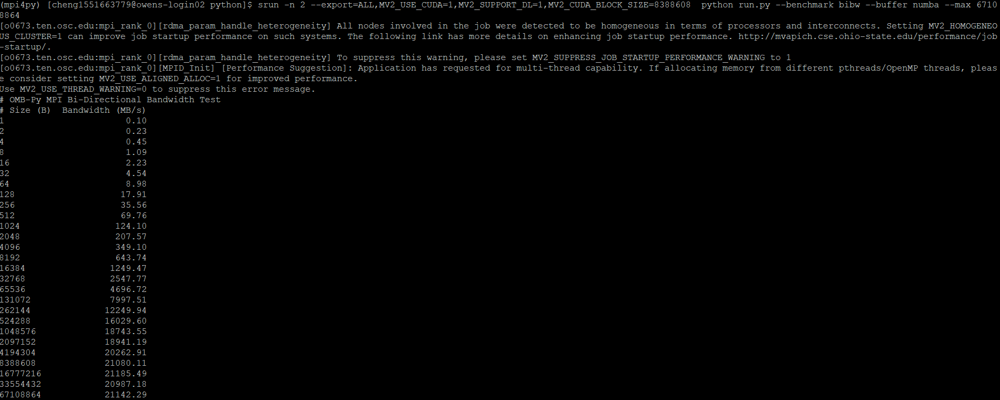 (mpi4py) [cheng1551663779@owens-login02 python]$ srun -n 2 --export=ALL,MV2_USE_CUDA=1,MV2_SUPPORT_DL=1,MV2_CUDA_BLOCK_SIZE=8388608  python run.py --benchmark bibw --buffer numba --max 6710
8864
[o0673.ten.osc.edu:mpi_rank_0][rdma_param_handle_heterogeneity] All nodes involved in the job were detected to be homogeneous in terms of processors and interconnects. Setting MV2_HOMOGENEO
US_CLUSTER=1 can improve job startup performance on such systems. The following link has more details on enhancing job startup performance. http://mvapich.cse.ohio-state.edu/performance/job
-startup/.
[o0673.ten.osc.edu:mpi_rank_0][rdma_param_handle_heterogeneity] To suppress this warning, please set MV2_SUPPRESS_JOB_STARTUP_PERFORMANCE_WARNING to 1
[o0673.ten.osc.edu:mpi_rank_0][MPID_Init] [Performance Suggestion]: Application has requested for multi-thread capability. If allocating memory from different pthreads/OpenMP threads, pleas
e consider setting MV2_USE_ALIGNED_ALLOC=1 for improved performance.
Use MV2_USE_THREAD_WARNING=0 to suppress this error message.
# OMB-Py MPI Bi-Directional Bandwidth Test
# Size (B)  Bandwidth (MB/s)
1                       0.10
2                       0.23
4                       0.45
8                       1.09
16                      2.23
32                      4.54
64                      8.98
128                    17.91
256                    35.56
512                    69.76
1024                  124.10
2048                  207.57
4096                  349.10
8192                  643.74
16384                1249.47
32768                2547.77
65536                4696.72
131072               7997.51
262144              12249.94
524288              16029.60
1048576             18743.55
2097152             18941.19
4194304             20262.91
8388608             21080.11
16777216            21185.49
33554432            20987.18
67108864            21142.29